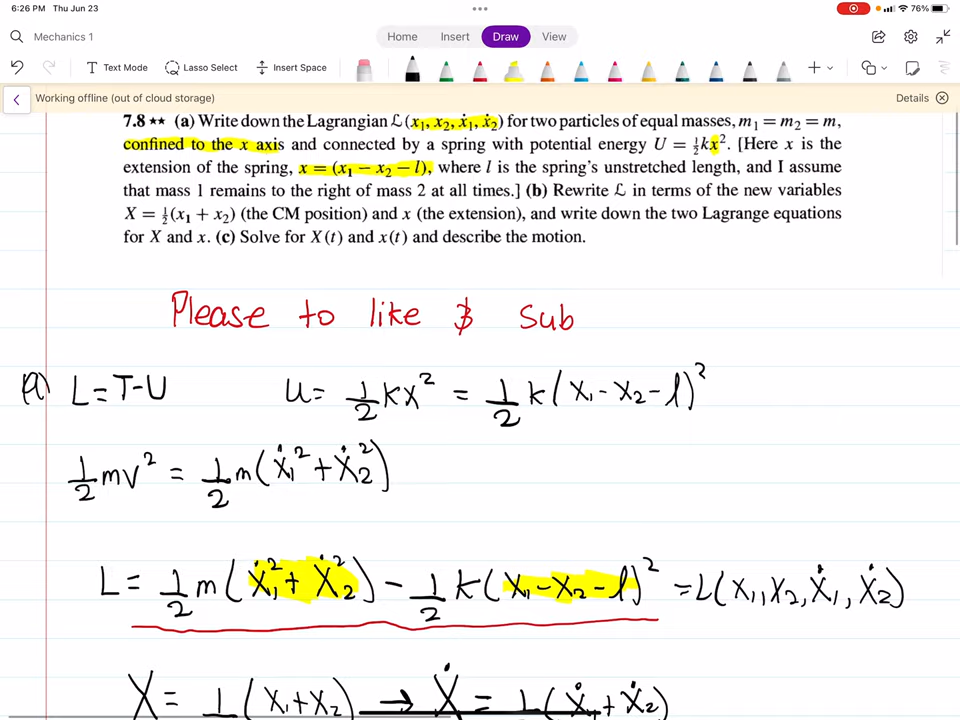 6:26 PM Thu Jun 23
76%
Mechanics 1
Home Insert Draw View
Text Mode Lasso Select Insert Space
Working offline (out of cloud storage)
Details
7.8 ★★ (a) Write down the Lagrangian ℒ(x₁, x₂, ẋ₁, ẋ₂) for two particles of equal masses, m₁ = m₂ = m,
confined to the x axis and connected by a spring with potential energy U = ½kx². [Here x is the
extension of the spring, x = (x₁ − x₂ − l), where l is the spring's unstretched length, and I assume
that mass 1 remains to the right of mass 2 at all times.] (b) Rewrite ℒ in terms of the new variables
X = ½(x₁ + x₂) (the CM position) and x (the extension), and write down the two Lagrange equations
for X and x. (c) Solve for X(t) and x(t) and describe the motion.
Please to like & sub
(a) L = T-U U = 1/2 kx² = 1/2 k(x₁ - x₂ - l)²
1/2 mv² = 1/2 m(ẋ₁² + ẋ₂²)
L = 1/2 m(ẋ₁² + ẋ₂²) - 1/2 k(x₁ - x₂ - l)² = L(x₁, x₂, ẋ₁, ẋ₂)
X = 1 (x₁ + x₂) → Ẋ = 1 (ẋ₁ + ẋ₂)